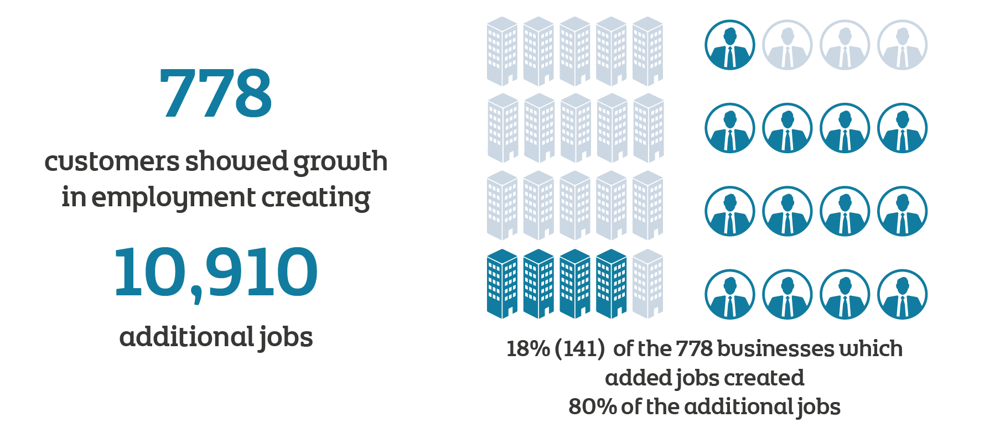 778
customers showed growth
in employment creating
10,910
additional jobs
18% (141) of the 778 businesses which
added jobs created
80% of the additional jobs